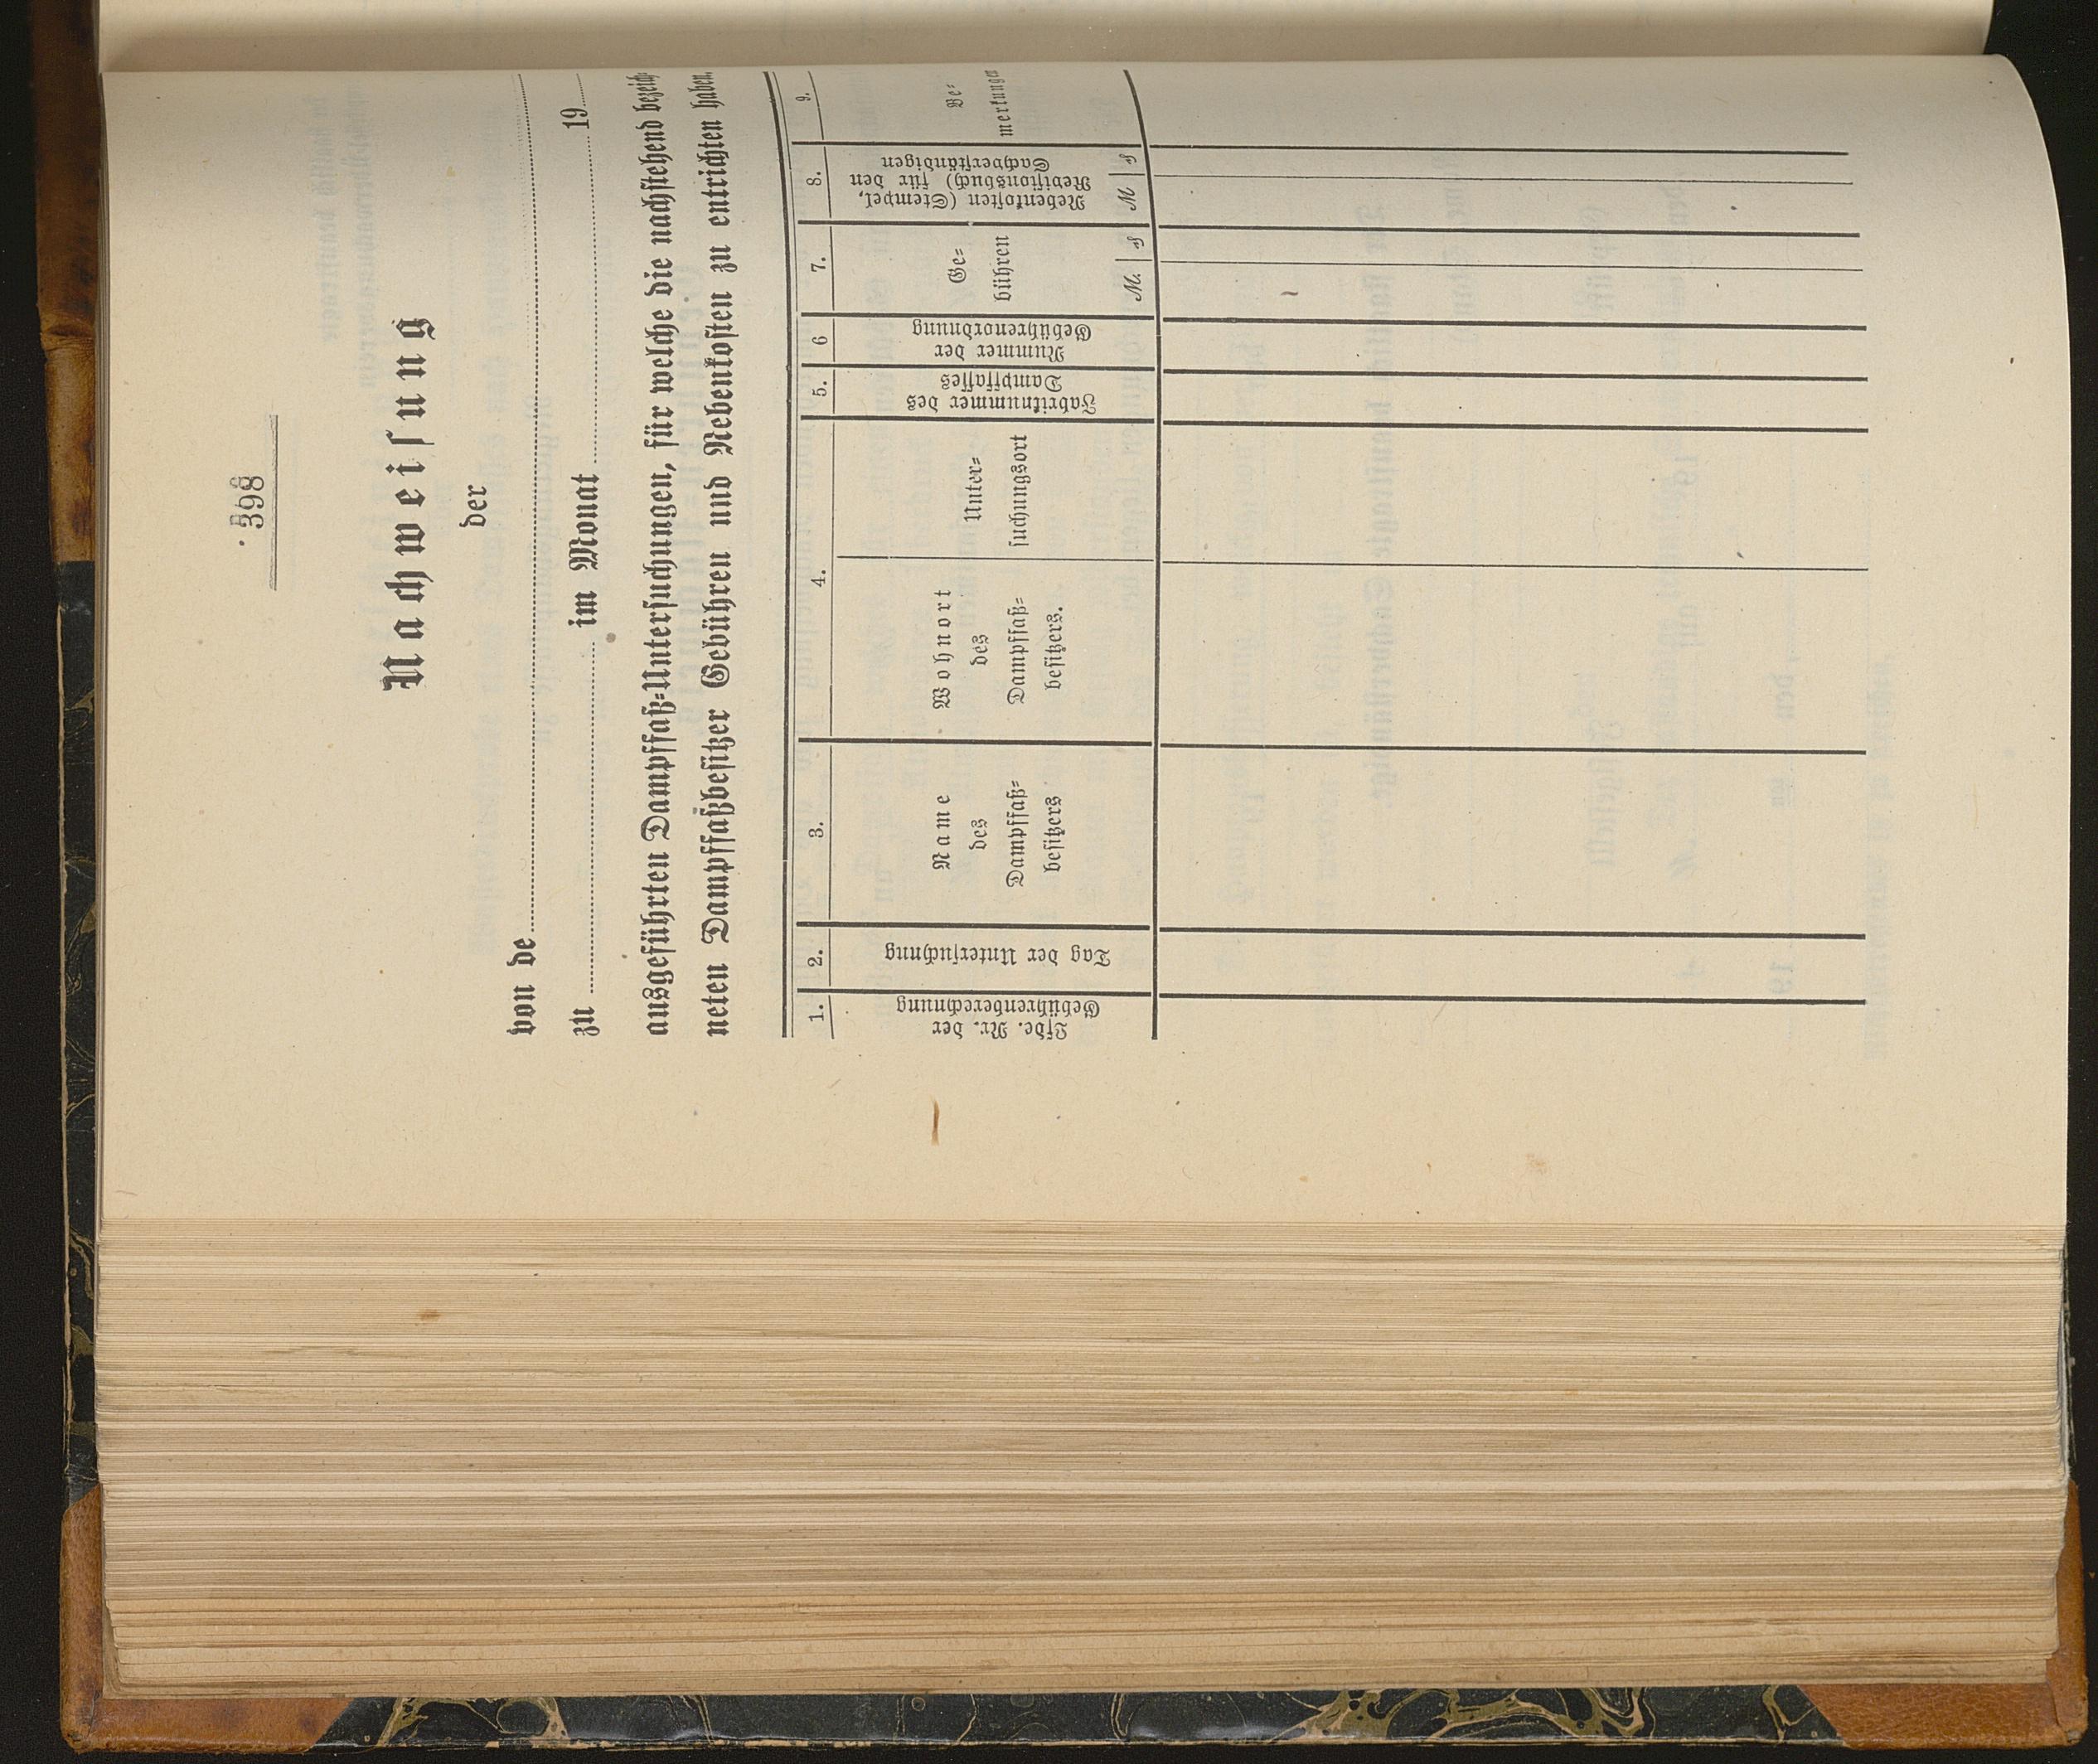 398
Nachweisung
der
von de
zu im Monat 19
ausgeführten Dampffaß-Untersuchungen, für welche die nachstehend bezeich-
neten Dampffaßbesitzer Gebühren und Nebenkosten zu entrichten haben.
1.
Lfde. Nr. der
Gebührenberechnung
2.
Tag der Untersuchung
3.
Name
des
Dampffaß-
besitzers
4.
Wohnort
des
Dampffaß-
besitzers.
Unter-
suchungsort
5.
Fabriknummer des
Dampffasses
6
Nummer der
Gebührenordnung
7.
Ge-
bühren
M. ₰
8.
Nebenkosten (Stempel,
Revisionsbuch) für den
Sachverständigen
M ₰
9.
Be-
merkungen